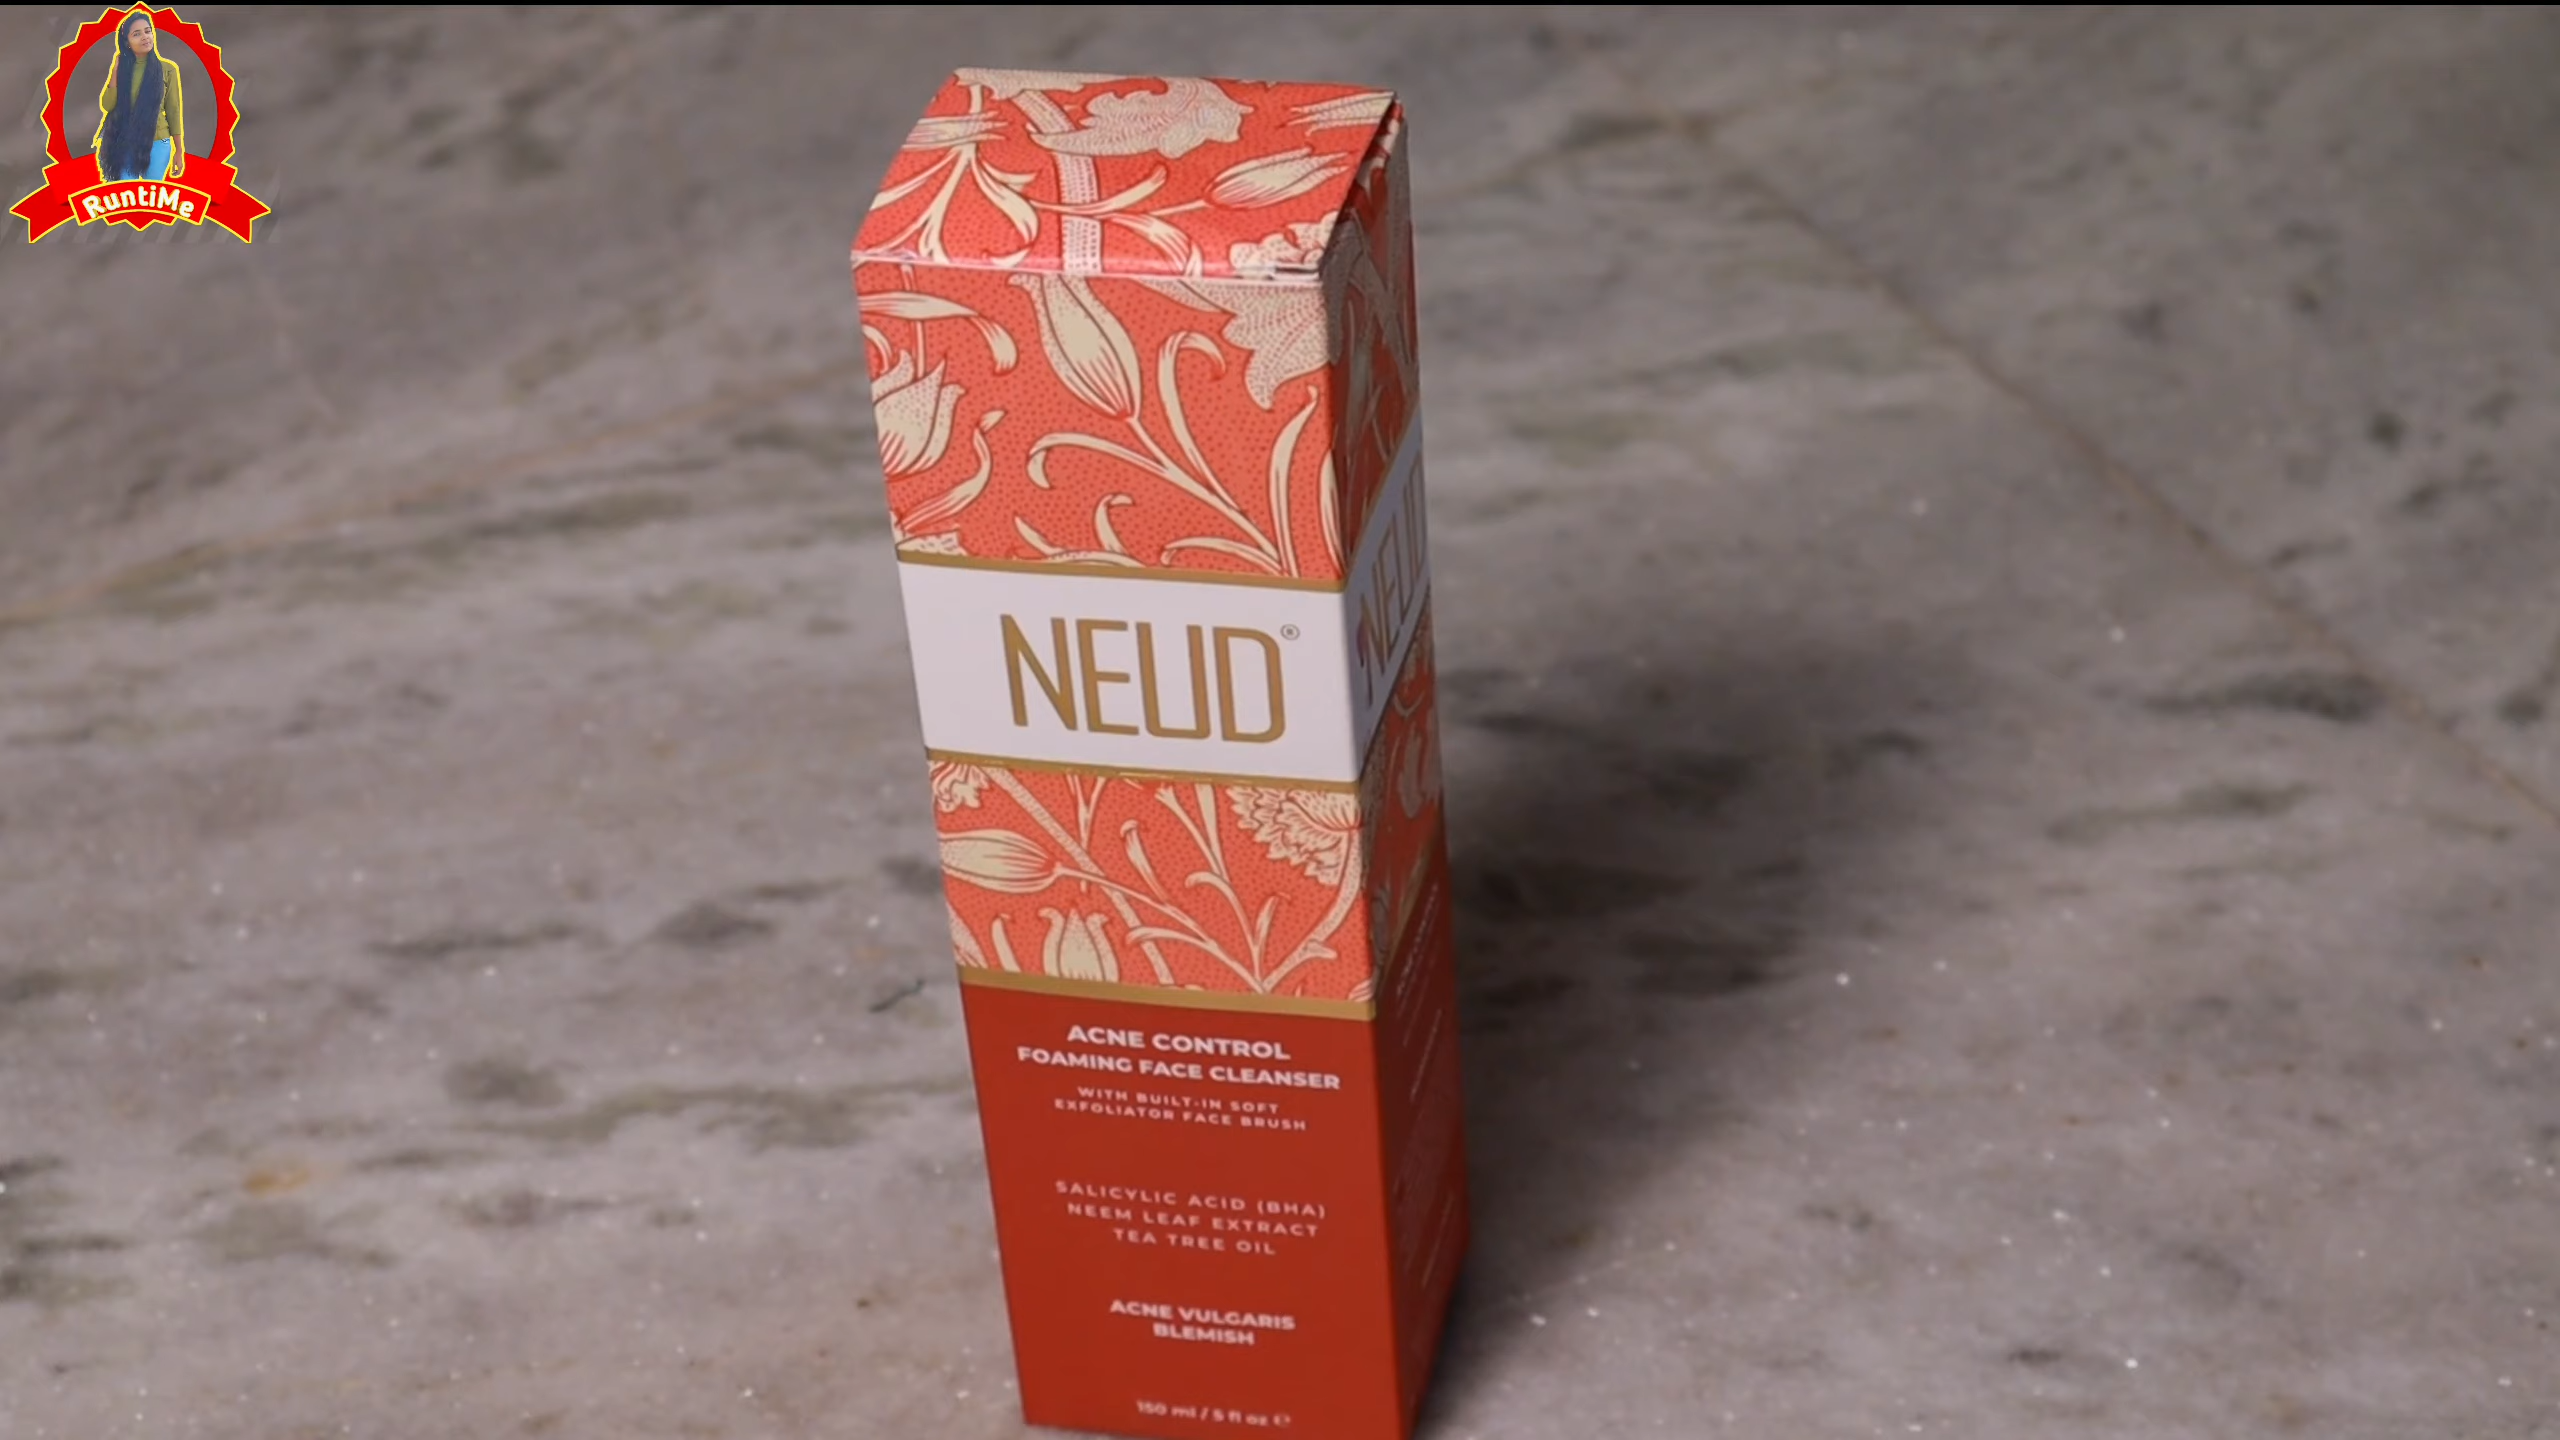 RuntiMe
NEUD®
NEUD
ACNE CONTROL
FOAMING FACE CLEANSER
WITH BUILT-IN SOFT
EXFOLIATOR FACE BRUSH
SALICYLIC ACID (BHA)
NEEM LEAF EXTRACT
TEA TREE OIL
ACNE VULGARIS
BLEMISH
150 ml / 5 fl oz ℮